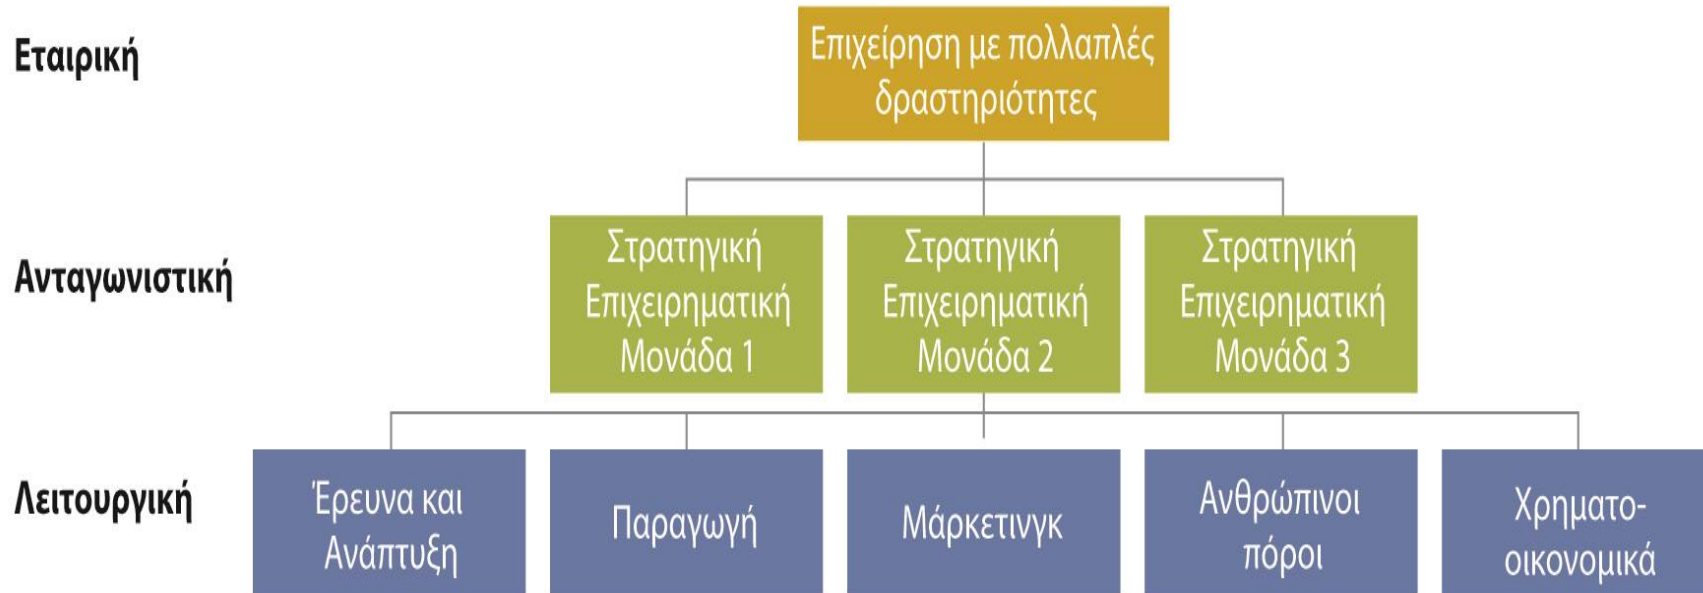 Εταιρική
Επιχείρηση με πολλαπλές
δραστηριότητες
Ανταγωνιστική
Στρατηγική
Επιχειρηματική
Μονάδα 1
Στρατηγική
Επιχειρηματική
Μονάδα 2
Στρατηγική
Επιχειρηματική
Μονάδα 3
Λειτουργική
Έρευνα και
Ανάπτυξη
Παραγωγή
Μάρκετινγκ
Ανθρώπινοι
πόροι
Χρηματο-
οικονομικά